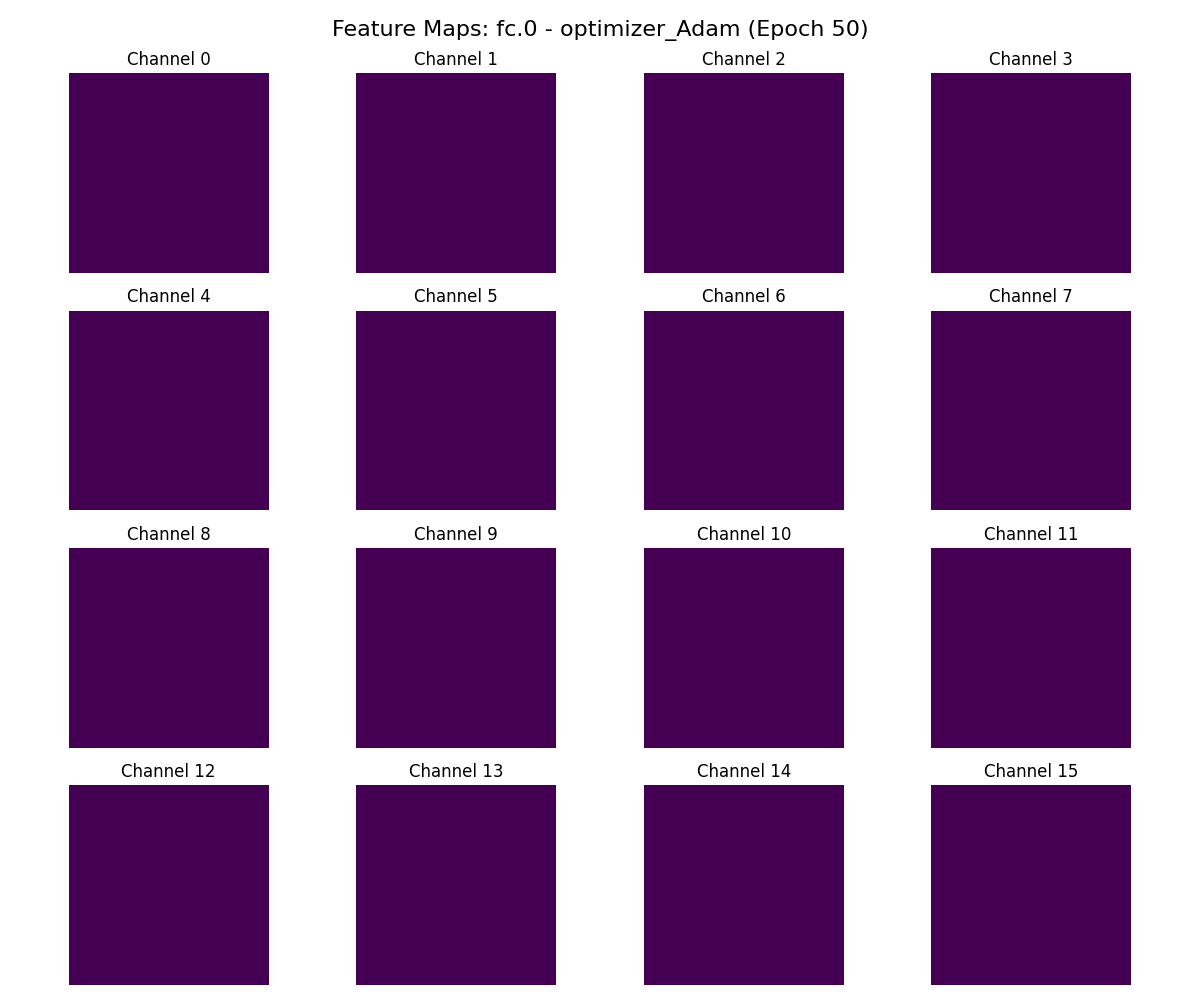 Feature Maps: fc.0 - optimizer_Adam (Epoch 50)
Channel 0
Channel 1
Channel 2
Channel 3
Channel 4
Channel 5
Channel 6
Channel 7
Channel 8
Channel 9
Channel 10
Channel 11
Channel 12
Channel 13
Channel 14
Channel 15